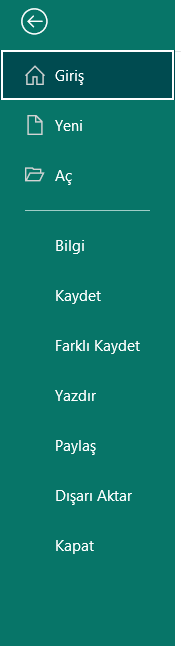 Giriş
Yeni
Aç
Bilgi
Kaydet
Farklı Kaydet
Yazdır
Paylaş
Dışarı Aktar
Kapat